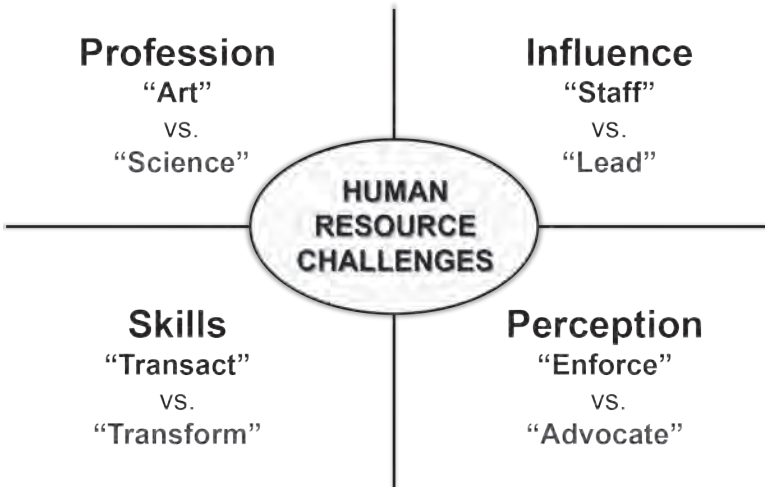 Profession
“Art”
vs.
“Science”
Influence
“Staff”
vs.
“Lead”
HUMAN
RESOURCE
CHALLENGES
Skills
“Transact”
vs.
“Transform”
Perception
“Enforce”
vs.
“Advocate”